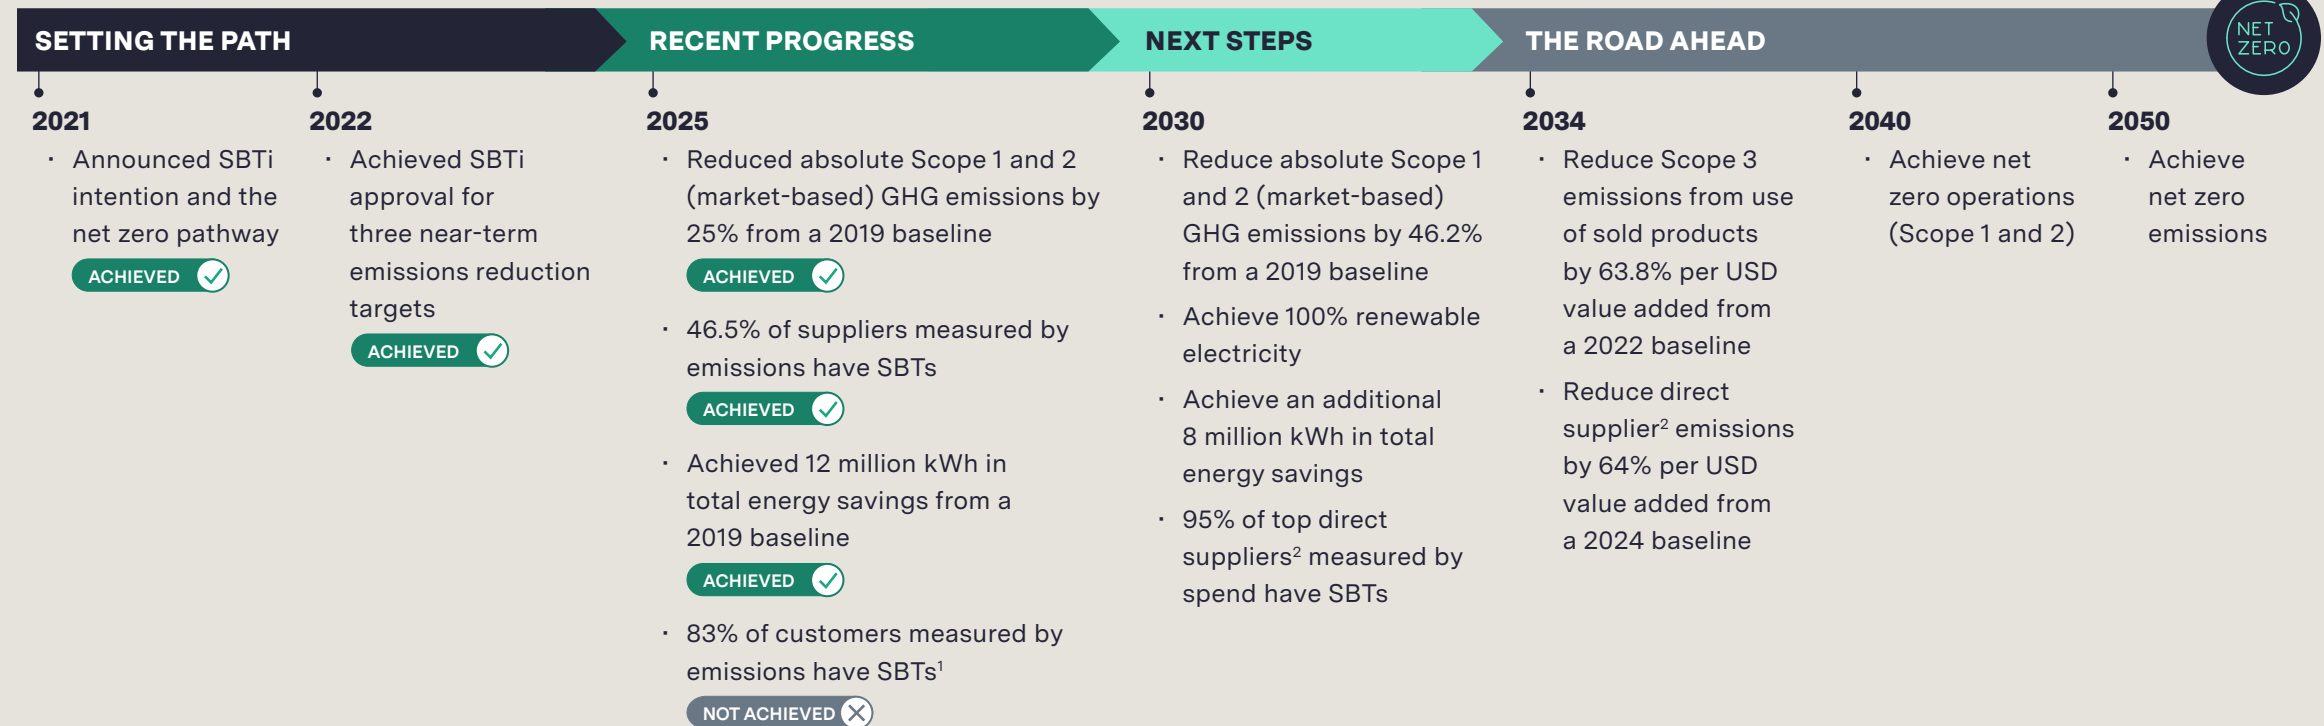 SETTING THE PATH
RECENT PROGRESS
NEXT STEPS
THE ROAD AHEAD
NET
ZERO
2021
· Announced SBTi
intention and the
net zero pathway
ACHIEVED
2022
· Achieved SBTi
approval for
three near-term
emissions reduction
targets
ACHIEVED
2025
· Reduced absolute Scope 1 and 2
(market-based) GHG emissions by
25% from a 2019 baseline
ACHIEVED
· 46.5% of suppliers measured by
emissions have SBTs
ACHIEVED
· Achieved 12 million kWh in
total energy savings from a
2019 baseline
ACHIEVED
· 83% of customers measured by
emissions have SBTs¹
NOT ACHIEVED
2030
· Reduce absolute Scope 1
and 2 (market-based)
GHG emissions by 46.2%
from a 2019 baseline
· Achieve 100% renewable
electricity
· Achieve an additional
8 million kWh in total
energy savings
· 95% of top direct
suppliers² measured by
spend have SBTs
2034
· Reduce Scope 3
emissions from use
of sold products
by 63.8% per USD
value added from
a 2022 baseline
· Reduce direct
supplier² emissions
by 64% per USD
value added from
a 2024 baseline
2040
· Achieve net
zero operations
(Scope 1 and 2)
2050
· Achieve
net zero
emissions